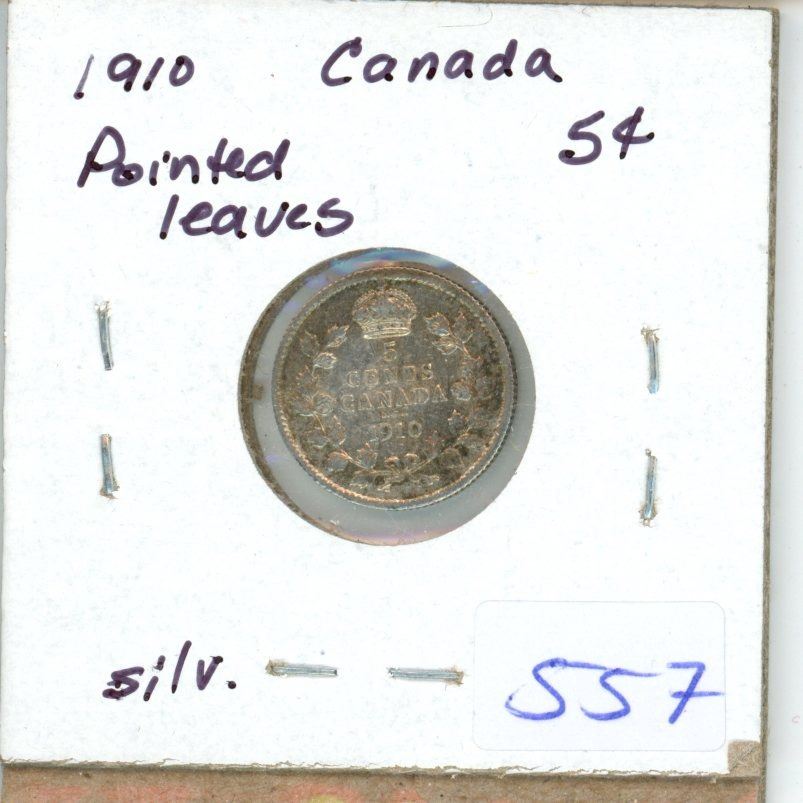 1910 Canada
5¢
Pointed
leaves
5
CENTS
CANADA
1910
silv.
557